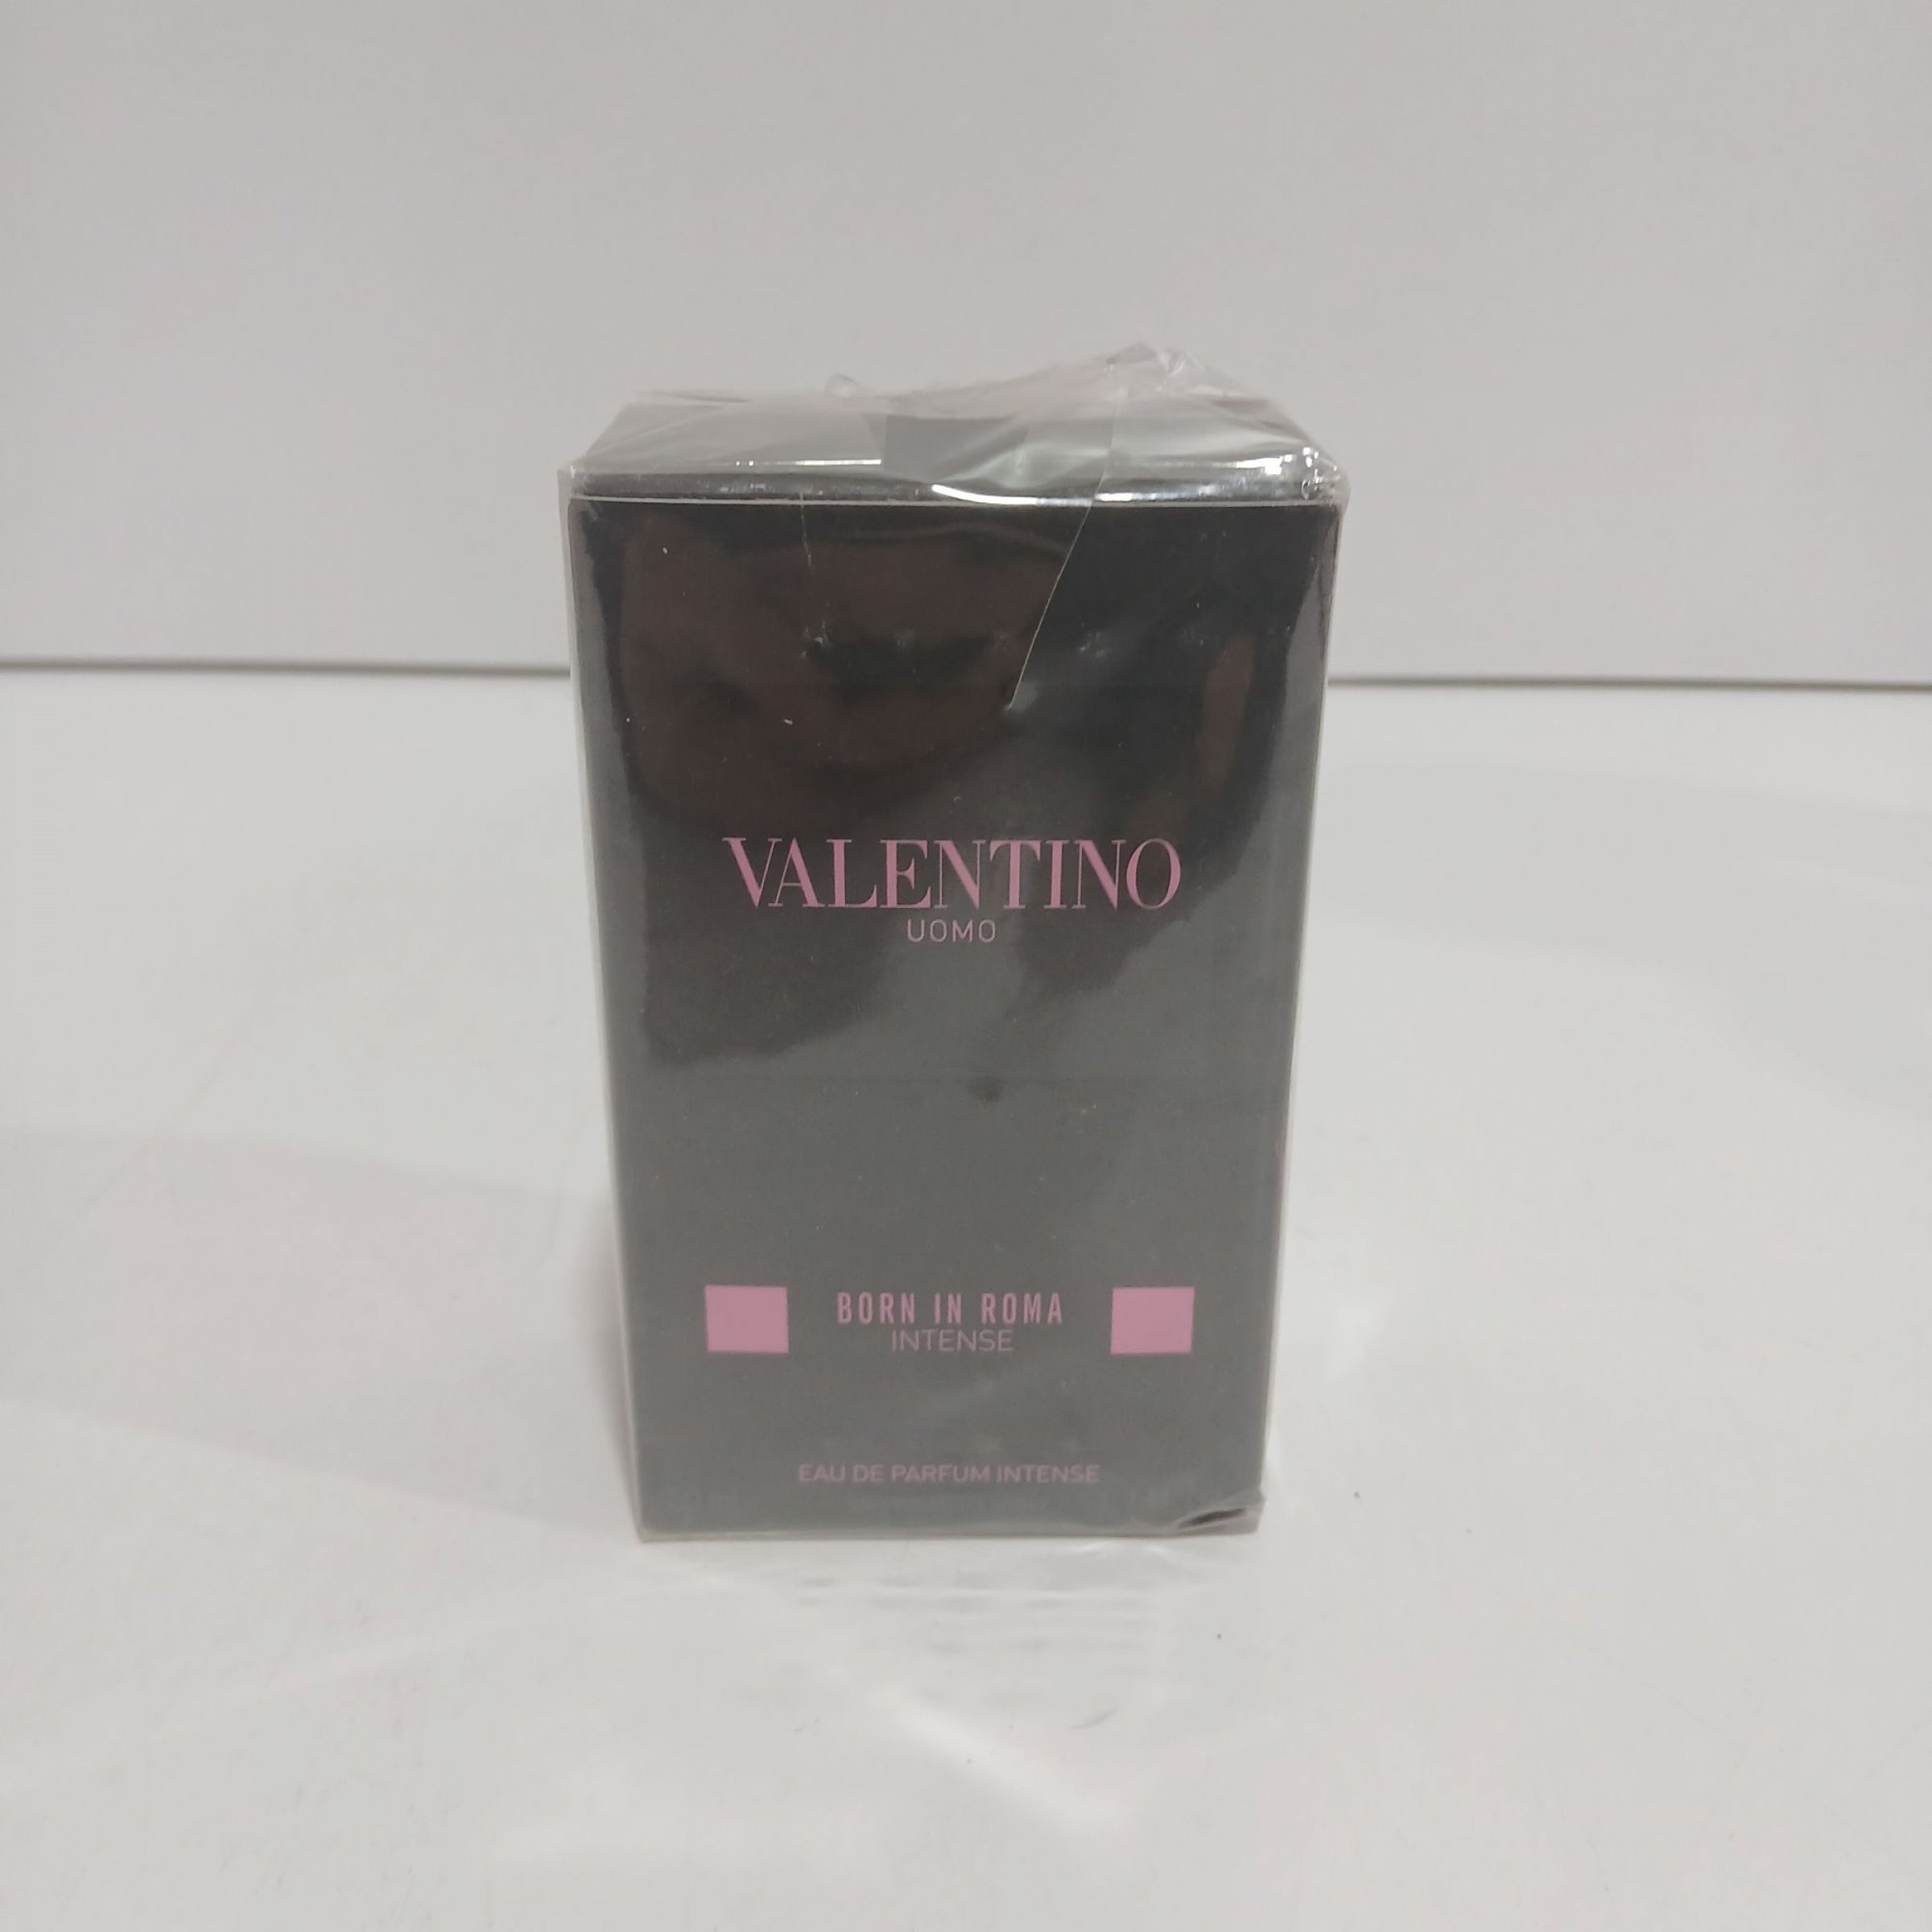 VALENTINO
UOMO
BORN IN ROMA
INTENSE
EAU DE PARFUM INTENSE